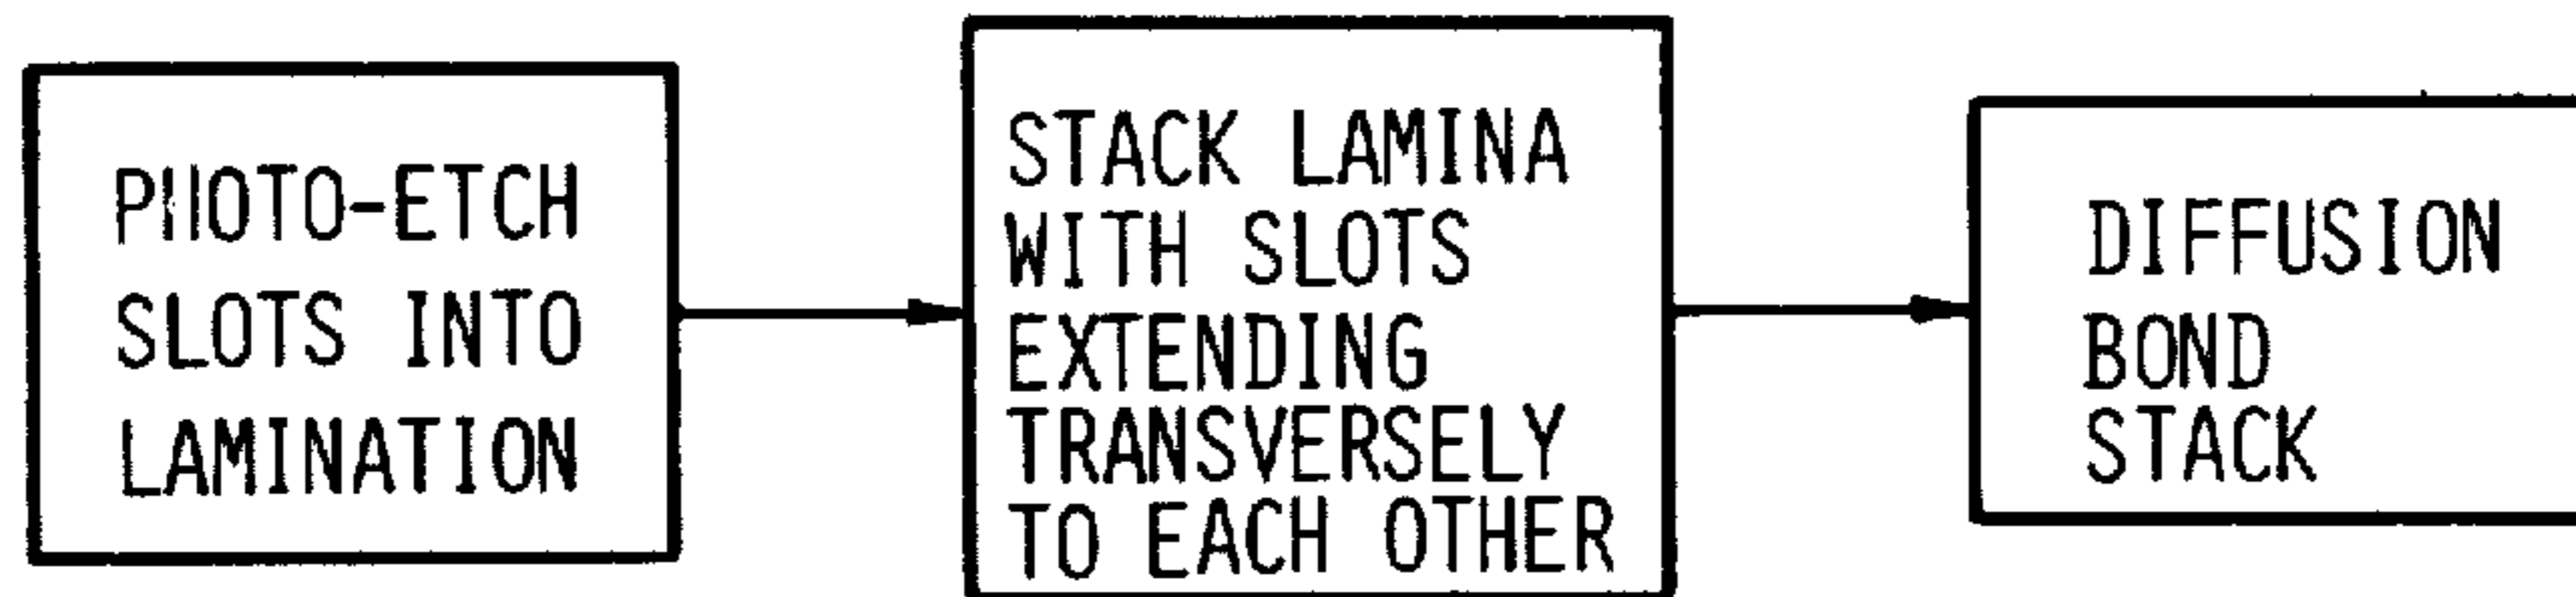 PHOTO-ETCH
SLOTS INTO
LAMINATION
STACK LAMINA
WITH SLOTS
EXTENDING
TRANSVERSELY
TO EACH OTHER
DIFFUSION
BOND
STACK